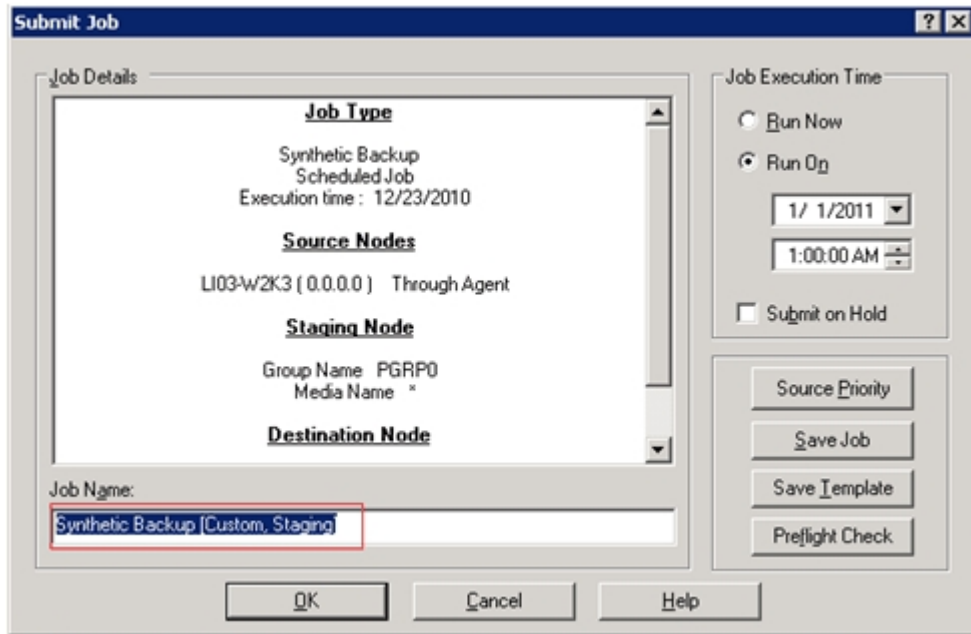 Submit Job
Job Details
Job Type
Synthetic Backup
Scheduled Job
Execution time : 12/23/2010
Source Nodes
LI03-W2K3 ( 0.0.0.0 ) Through Agent
Staging Node
Group Name PGRP0
Media Name *
Destination Node
Job Name:
Synthetic Backup [Custom, Staging]
Job Execution Time
Run Now
Run On
1/ 1/2011
1:00:00 AM
Submit on Hold
Source Priority
Save Job
Save Template
Preflight Check
OK
Cancel
Help